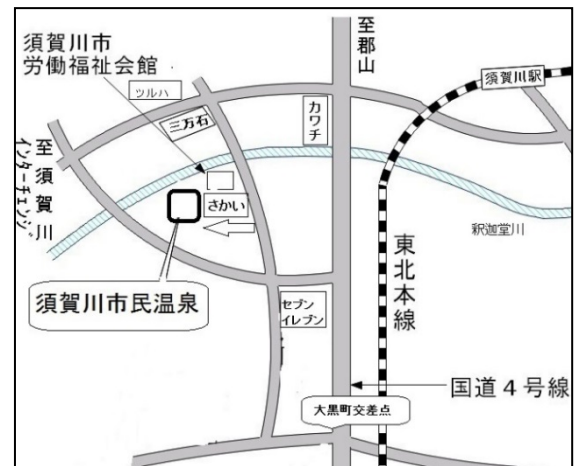 須賀川市
労働福祉会館
ツルハ
三万石
至須賀川
インターチェンジ
カワチ
至郡山
須賀川駅
さかい
釈迦堂川
須賀川市民温泉
東北本線
セブン
イレブン
国道4号線
大黒町交差点